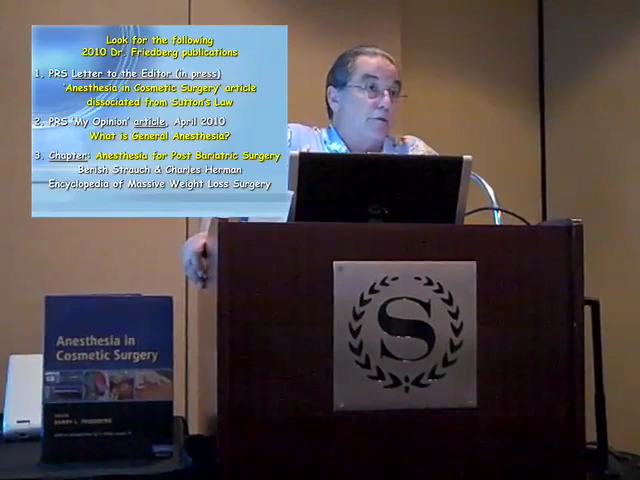 Look for the following
2010 Dr. Friedberg publications
1. PRS Letter to the Editor (in press)
'Anesthesia in Cosmetic Surgery' article
dissociated from Sutton's Law
2. PRS 'My Opinion' article, April 2010
What is General Anesthesia?
3. Chapter: Anesthesia for Post Bariatric Surgery
Berish Strauch & Charles Herman
Encyclopedia of Massive Weight Loss Surgery
S
Anesthesia in
Cosmetic Surgery
BARRY L. FRIEDBERG